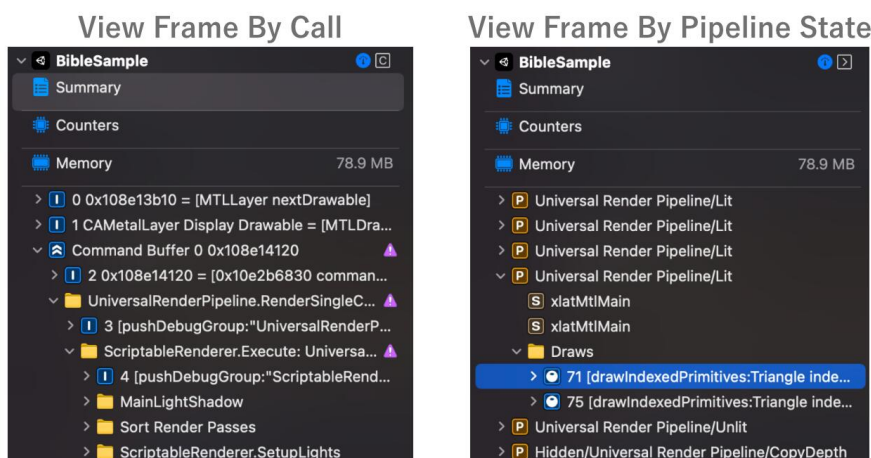 View Frame By Call
BibleSample
C
Summary
Counters
Memory 78.9 MB
I 0 0x108e13b10 = [MTLLayer nextDrawable]
I 1 CAMetalLayer Display Drawable = [MTLDra...
Command Buffer 0 0x108e14120
I 2 0x108e14120 = [0x10e2b6830 comman...
UniversalRenderPipeline.RenderSingleC...
I 3 [pushDebugGroup:"UniversalRenderP...
ScriptableRenderer.Execute: Universa...
I 4 [pushDebugGroup:"ScriptableRend...
MainLightShadow
Sort Render Passes
ScriptableRenderer.SetupLights
View Frame By Pipeline State
BibleSample
Summary
Counters
Memory 78.9 MB
P Universal Render Pipeline/Lit
P Universal Render Pipeline/Lit
P Universal Render Pipeline/Lit
P Universal Render Pipeline/Lit
S xlatMtlMain
S xlatMtlMain
Draws
71 [drawIndexedPrimitives:Triangle inde...
75 [drawIndexedPrimitives:Triangle inde...
P Universal Render Pipeline/Unlit
P Hidden/Universal Render Pipeline/CopyDepth